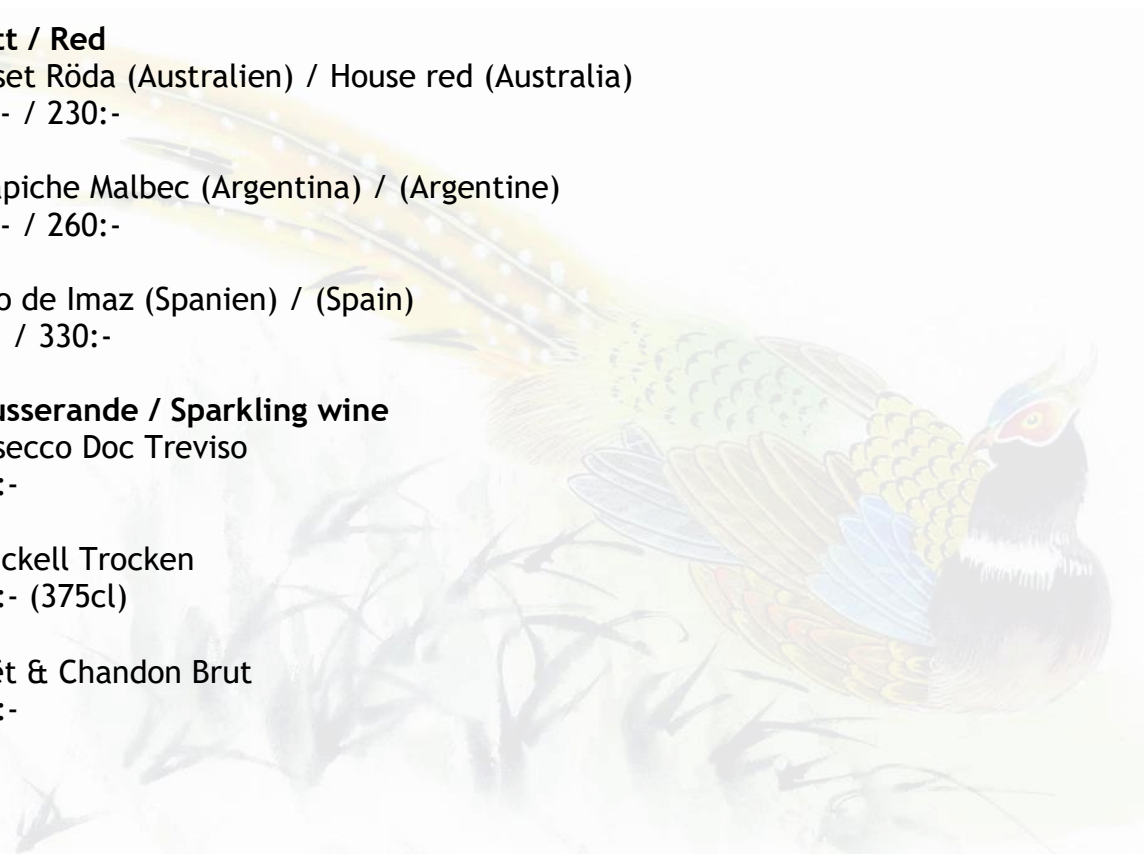 tt / Red
set Röda (Australien) / House red (Australia)
- / 230:-
apiche Malbec (Argentina) / (Argentine)
- / 260:-
o de Imaz (Spanien) / (Spain)
/ 330:-
usserande / Sparkling wine
secco Doc Treviso
:-
ckell Trocken
:- (375cl)
ët & Chandon Brut
:-